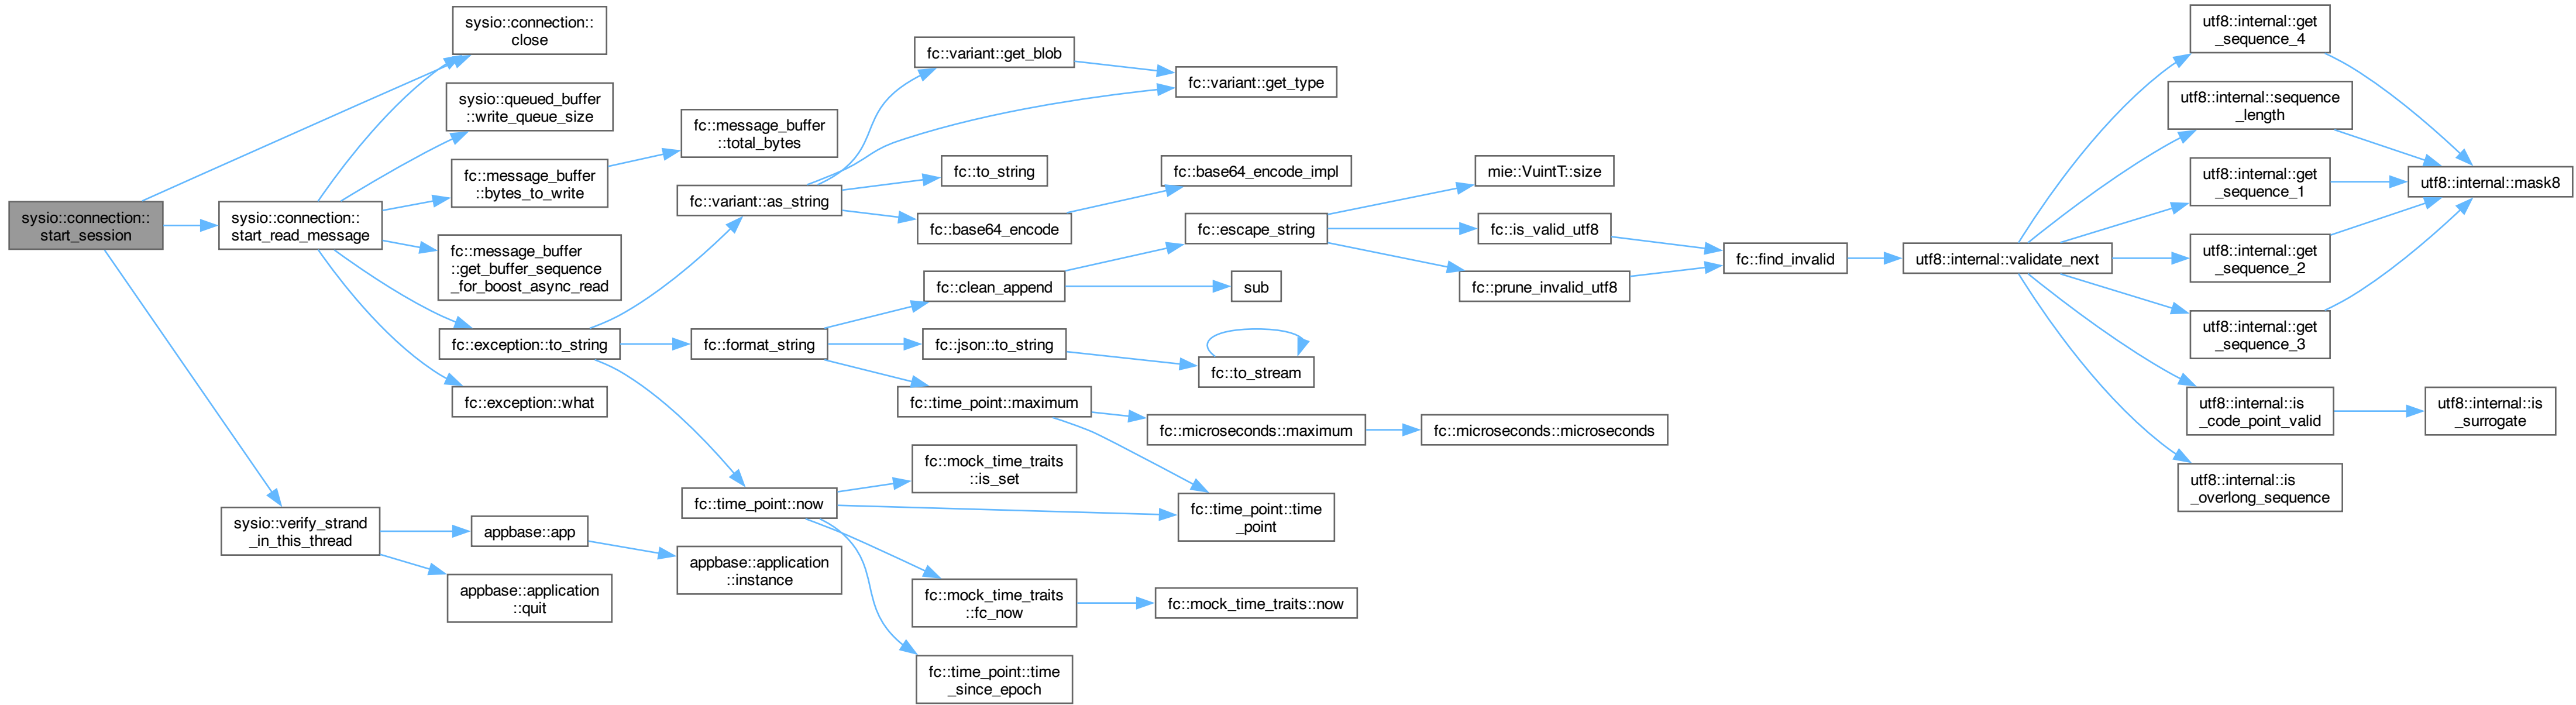 sysio::connection::
start_session
sysio::connection::
close
sysio::connection::
start_read_message
sysio::queued_buffer
::write_queue_size
fc::message_buffer
::bytes_to_write
fc::message_buffer
::total_bytes
fc::message_buffer
::get_buffer_sequence
_for_boost_async_read
fc::exception::to_string
fc::exception::what
sysio::verify_strand
_in_this_thread
appbase::app
appbase::application
::quit
appbase::application
::instance
fc::variant::as_string
fc::variant::get_blob
fc::variant::get_type
fc::to_string
fc::base64_encode
fc::base64_encode_impl
fc::format_string
fc::clean_append
fc::escape_string
sub
mie::VuintT::size
fc::is_valid_utf8
fc::prune_invalid_utf8
fc::find_invalid
fc::json::to_string
fc::to_stream
fc::time_point::maximum
fc::microseconds::maximum
fc::microseconds::microseconds
fc::time_point::now
fc::mock_time_traits
::is_set
fc::time_point::time
_point
fc::mock_time_traits
::fc_now
fc::mock_time_traits::now
fc::time_point::time
_since_epoch
utf8::internal::validate_next
utf8::internal::get
_sequence_4
utf8::internal::sequence
_length
utf8::internal::get
_sequence_1
utf8::internal::get
_sequence_2
utf8::internal::get
_sequence_3
utf8::internal::mask8
utf8::internal::is
_code_point_valid
utf8::internal::is
_surrogate
utf8::internal::is
_overlong_sequence